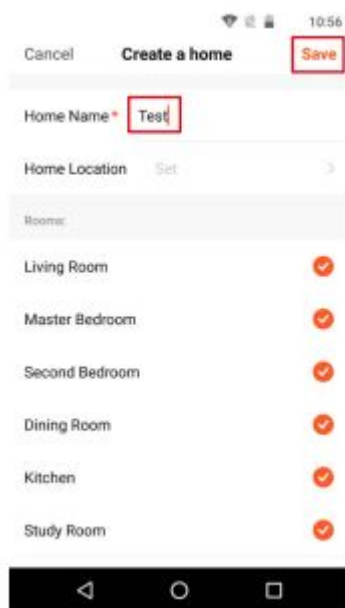 10:56
Cancel Create a home Save
Home Name* Test
Home Location Set
Rooms:
Living Room
Master Bedroom
Second Bedroom
Dining Room
Kitchen
Study Room